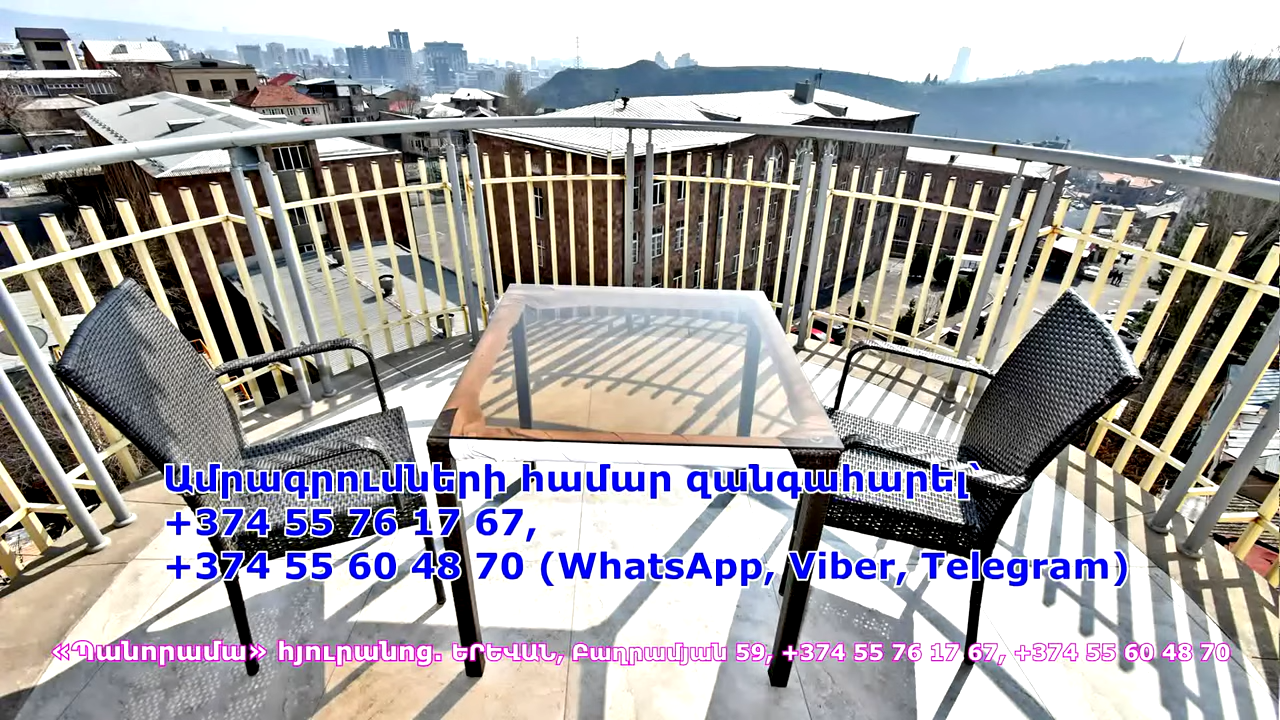 Ամրագրումների համար զանգահարել՝
+374 55 76 17 67,
+374 55 60 48 70 (WhatsApp, Viber, Telegram)
«Պանորամա» հյուրանոց. ԵՐԵՎԱՆ, Բաղրամյան 59, +374 55 76 17 67, +374 55 60 48 70